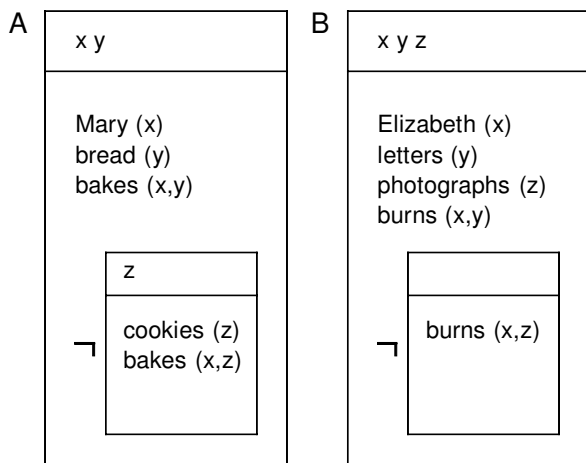 A
x y
Mary (x)
bread (y)
bakes (x,y)
¬
z
cookies (z)
bakes (x,z)
B
x y z
Elizabeth (x)
letters (y)
photographs (z)
burns (x,y)
¬
burns (x,z)